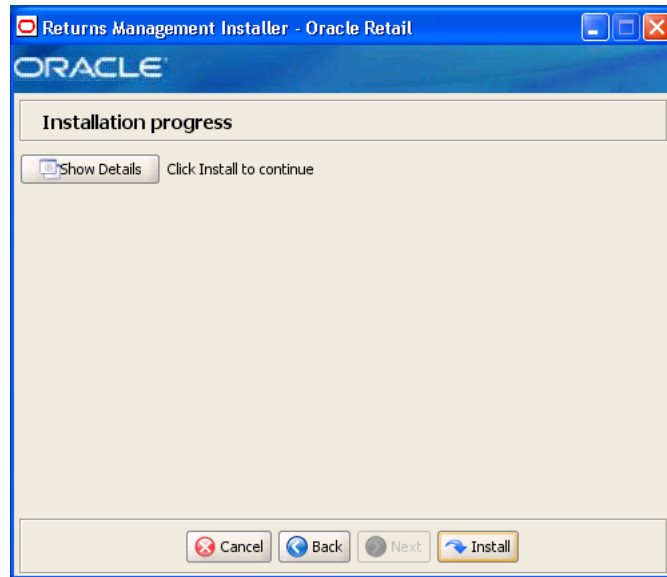 Returns Management Installer - Oracle Retail
ORACLE
Installation progress
Show Details Click Install to continue
Cancel Back Next Install